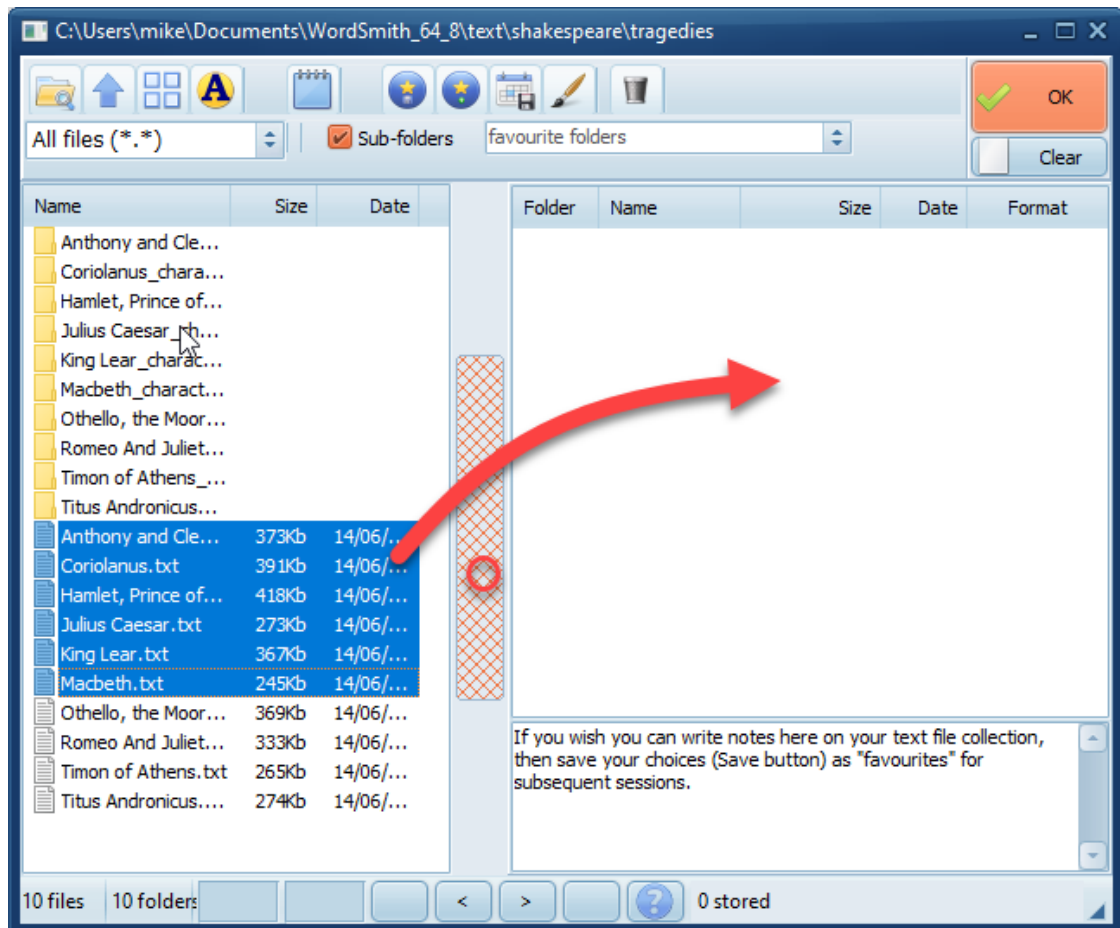 C:\Users\mike\Documents\WordSmith_64_8\text\shakespeare\tragedies
A
OK
All files (*.*)
Sub-folders
favourite folders
Clear
Name Size Date
Anthony and Cle...
Coriolanus_chara...
Hamlet, Prince of...
Julius Caesar_ch...
King Lear_charac...
Macbeth_charact...
Othello, the Moor...
Romeo And Juliet...
Timon of Athens_...
Titus Andronicus...
Anthony and Cle... 373Kb 14/06/...
Coriolanus.txt 391Kb 14/06/...
Hamlet, Prince of... 418Kb 14/06/...
Julius Caesar.txt 273Kb 14/06/...
King Lear.txt 367Kb 14/06/...
Macbeth.txt 245Kb 14/06/...
Othello, the Moor... 369Kb 14/06/...
Romeo And Juliet... 333Kb 14/06/...
Timon of Athens.txt 265Kb 14/06/...
Titus Andronicus.... 274Kb 14/06/...
Folder Name Size Date Format
If you wish you can write notes here on your text file collection,
then save your choices (Save button) as "favourites" for
subsequent sessions.
10 files 10 folders < > ? 0 stored